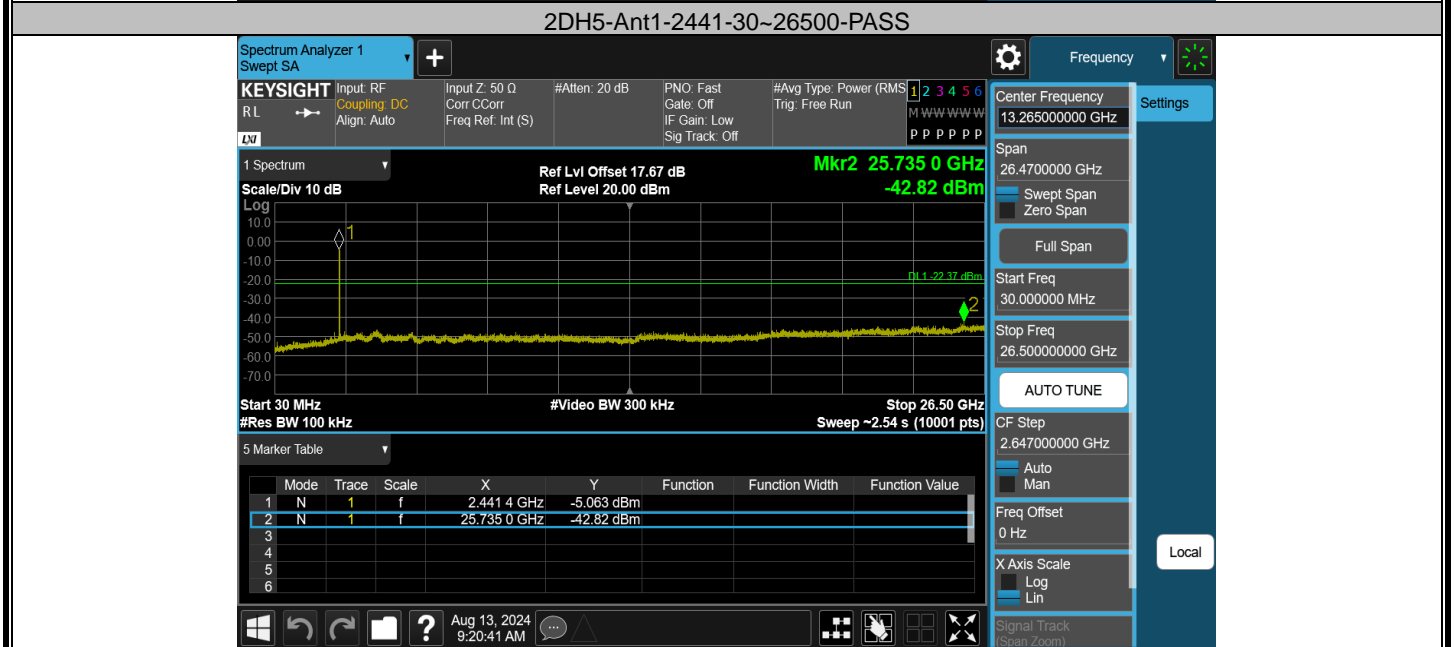 2DH5-Ant1-2441-30~26500-PASS
Spectrum Analyzer 1
Swept SA
+
Frequency
KEYSIGHT
RL
LXI
Input: RF
Coupling: DC
Align: Auto
Input Z: 50 Ω
Corr CCorr
Freq Ref: Int (S)
#Atten: 20 dB
PNO: Fast
Gate: Off
IF Gain: Low
Sig Track: Off
#Avg Type: Power (RMS
Trig: Free Run
1 2 3 4 5 6
M W W W W W
P P P P P P
Center Frequency
13.265000000 GHz
Settings
1 Spectrum
Ref Lvl Offset 17.67 dB
Mkr2 25.735 0 GHz
Scale/Div 10 dB
Ref Level 20.00 dBm
-42.82 dBm
Log
10.0
0.00
-10.0
-20.0
-30.0
-40.0
-50.0
-60.0
-70.0
1
DL1 -22.37 dBm
2
Start 30 MHz
#Video BW 300 kHz
Stop 26.50 GHz
#Res BW 100 kHz
Sweep ~2.54 s (10001 pts)
Span
26.4700000 GHz
Swept Span
Zero Span
Full Span
Start Freq
30.000000 MHz
Stop Freq
26.500000000 GHz
AUTO TUNE
CF Step
2.647000000 GHz
Auto
Man
Freq Offset
0 Hz
X Axis Scale
Log
Lin
Signal Track
(Span Zoom)
Local
5 Marker Table
Mode Trace Scale X Y Function Function Width Function Value
1 N 1 f 2.441 4 GHz -5.063 dBm
2 N 1 f 25.735 0 GHz -42.82 dBm
3
4
5
6
?
Aug 13, 2024
9:20:41 AM